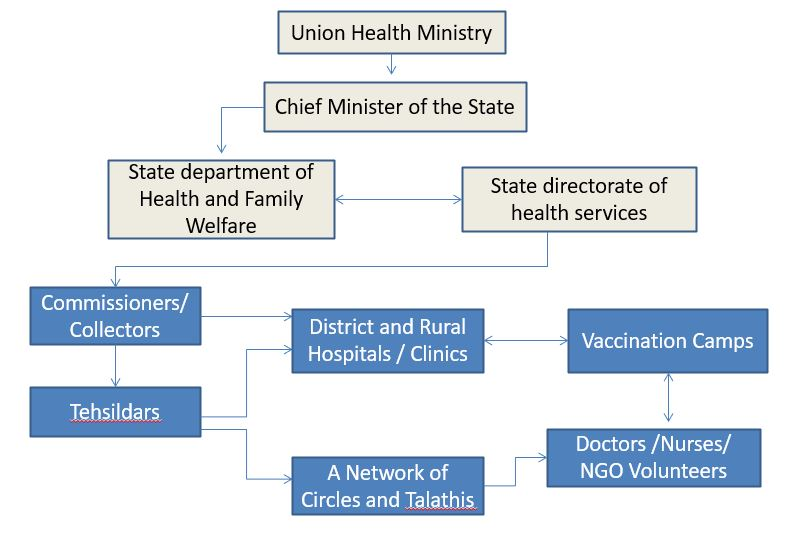 Union Health Ministry
Chief Minister of the State
State department of
Health and Family
Welfare
State directorate of
health services
Commissioners/
Collectors
District and Rural
Hospitals / Clinics
Vaccination Camps
Tehsildars
Doctors /Nurses/
NGO Volunteers
A Network of
Circles and Talathis